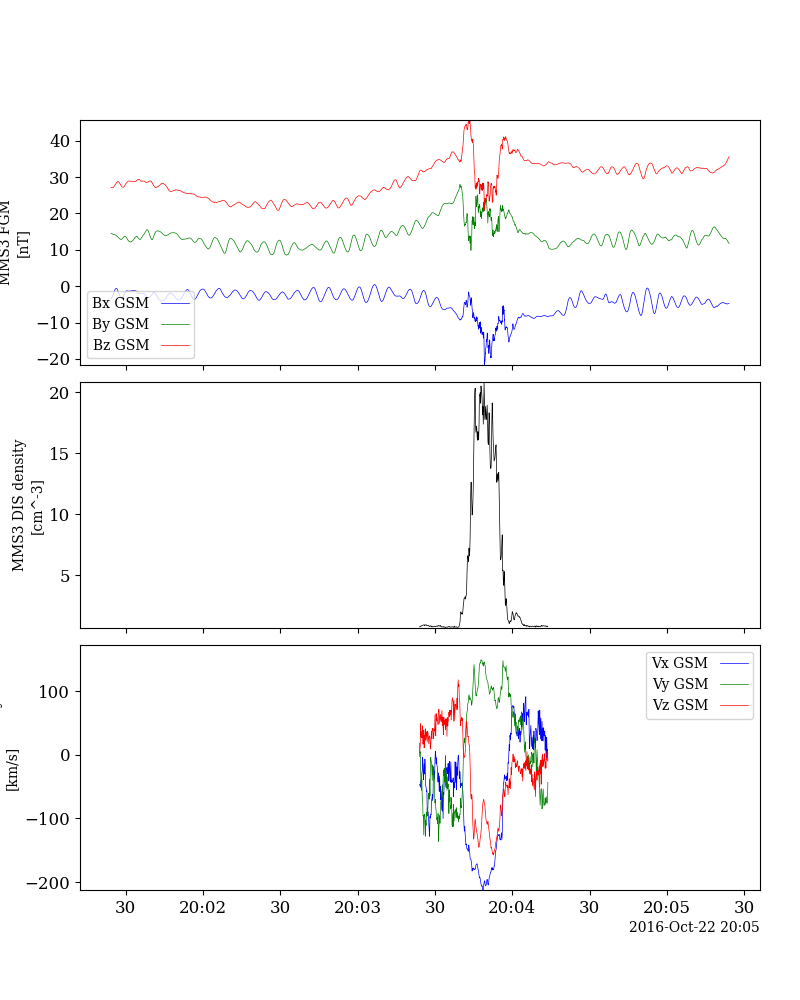 MMS3 FGM
[nT]
40
30
20
10
0
−10
−20
Bx GSM
By GSM
Bz GSM
MMS3 DIS density
[cm^-3]
20
15
10
5
[km/s]
100
0
−100
−200
Vx GSM
Vy GSM
Vz GSM
30 20:02 30 20:03 30 20:04 30 20:05 30
2016-Oct-22 20:05